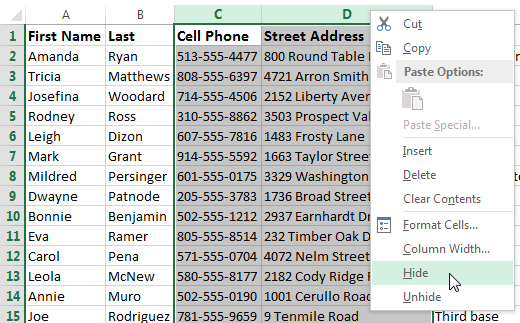 A B C D
1 First Name Last Cell Phone Street Address
2 Amanda Ryan 513-555-4477 800 Round Table
3 Tricia Matthews 808-555-6397 4721 Arron Smith
4 Josefina Woodard 714-555-4506 2152 Liberty Aven
5 Rodney Ross 310-555-8862 3503 Prospect Val
6 Leigh Dizon 607-555-7816 1483 Frosty Lane
7 Mark Grant 914-555-5592 1663 Taylor Street
8 Mildred Persinger 601-555-0175 3329 Washington
9 Dwayne Patnode 205-555-3783 1736 Broad Street
10 Bonnie Benjamin 502-555-1212 2937 Earnhardt Dr
11 Eva Ramer 805-555-8514 232 Timber Oak D
12 Carol Pena 571-555-0704 4072 Nelm Street
13 Leola McNew 580-555-8177 2182 Cody Ridge
14 Annie Muro 502-555-0190 1001 Cerullo Road
15 Joe Rodriguez 781-555-9659 9 Tenmile Road Third base
Cut
Copy
Paste Options:
Paste Special...
Insert
Delete
Clear Contents
Format Cells...
Column Width...
Hide
Unhide